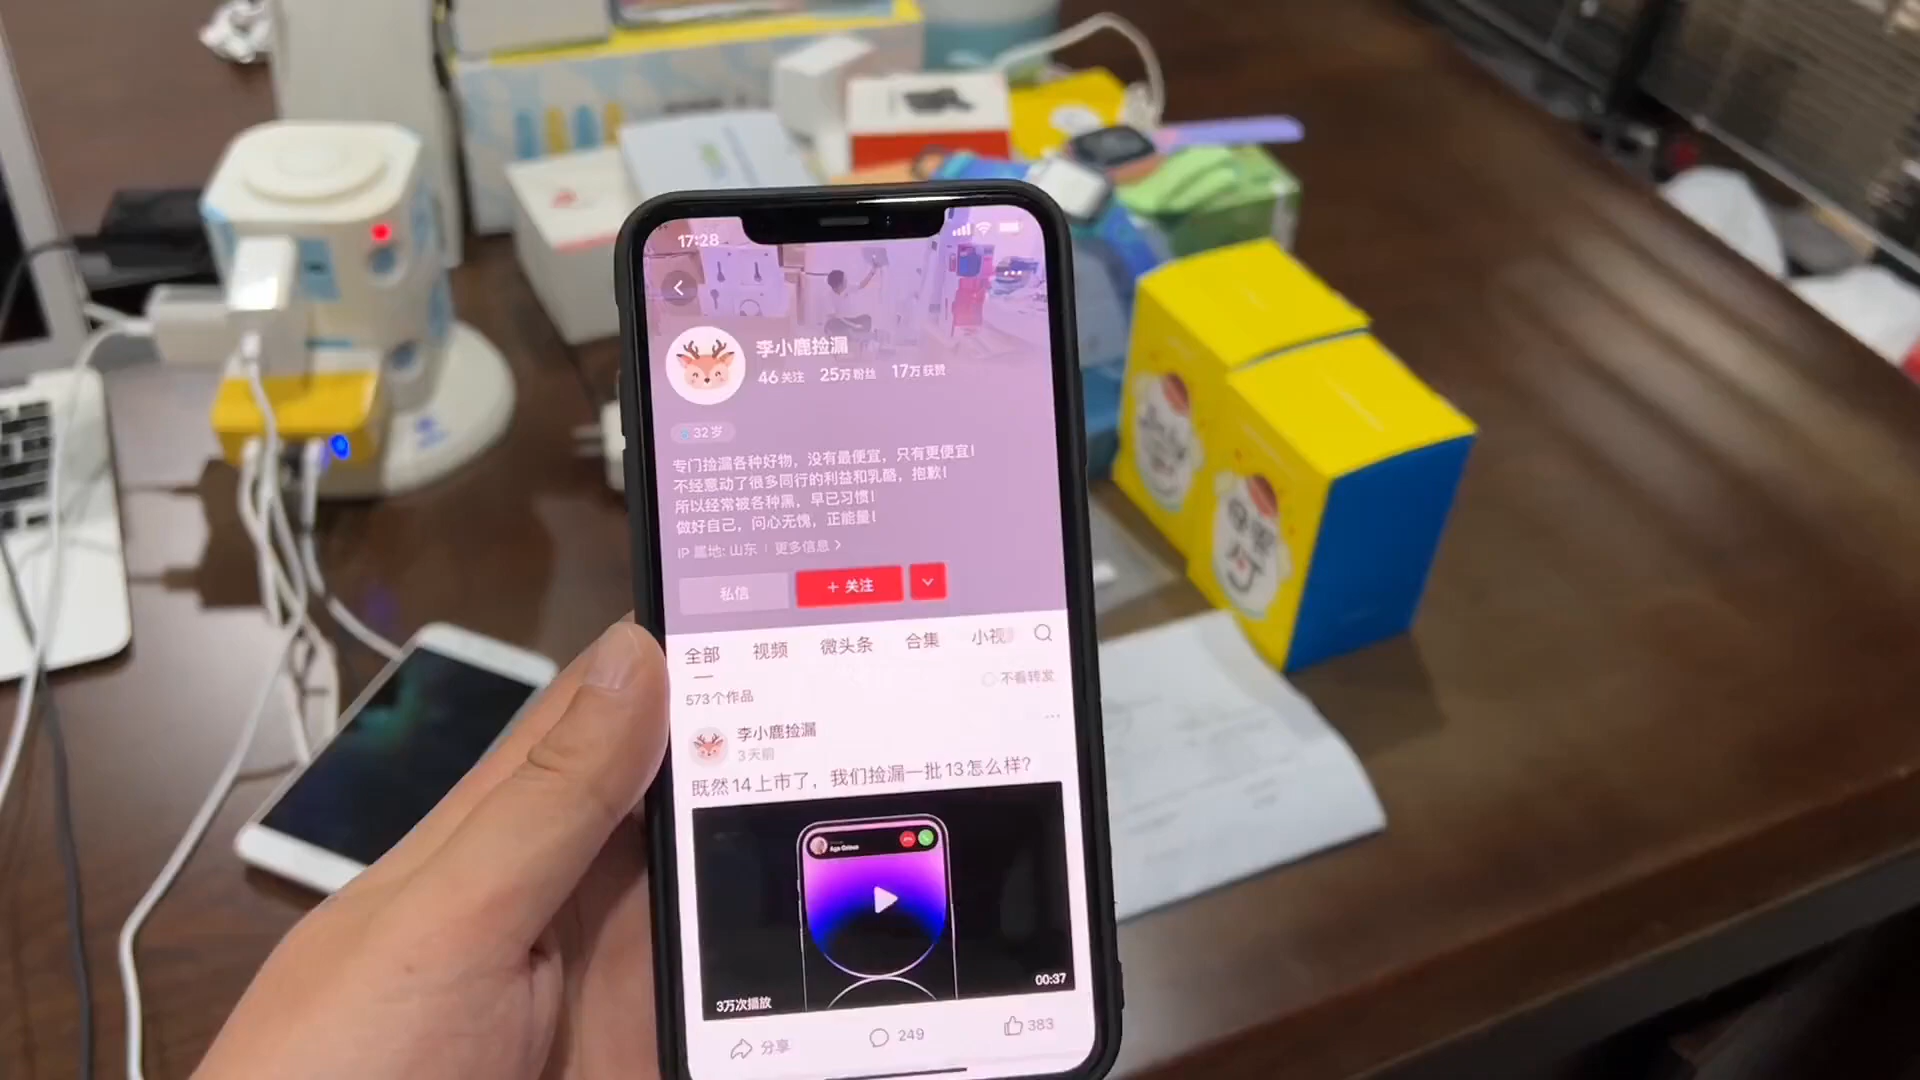 17:28
李小鹿捡漏
46关注 25万粉丝 17万获赞
32岁
专门捡漏各种好物，没有最便宜，只有更便宜！
不经意动了很多同行的利益和乳酪，抱歉！
所以经常被各种黑，早已习惯！
做好自己，问心无愧，正能量！
IP 属地: 山东 更多信息
私信 + 关注
全部 视频 微头条 合集 小视
573个作品 不看转发
李小鹿捡漏
3天前
既然14上市了，我们捡漏一批13怎么样？
3万次播放 00:37
分享 249 383